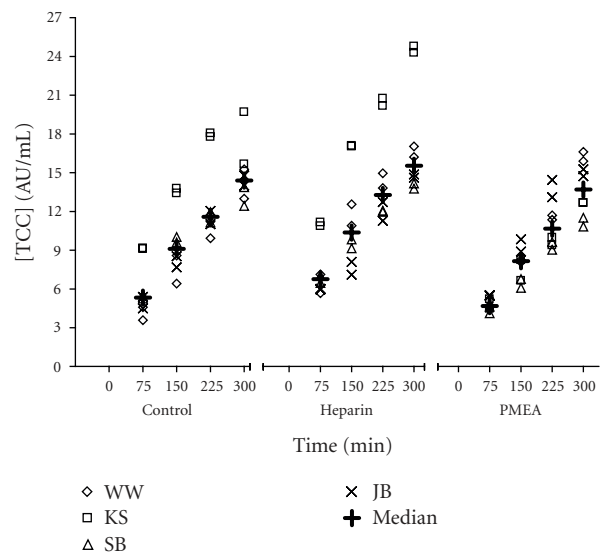 27
24
21
18
15
12
9
6
3
0
[TCC] (AU/mL)
0 75 150 225 300 0 75 150 225 300 0 75 150 225 300
Control Heparin PMEA
Time (min)
WW JB
KS Median
SB